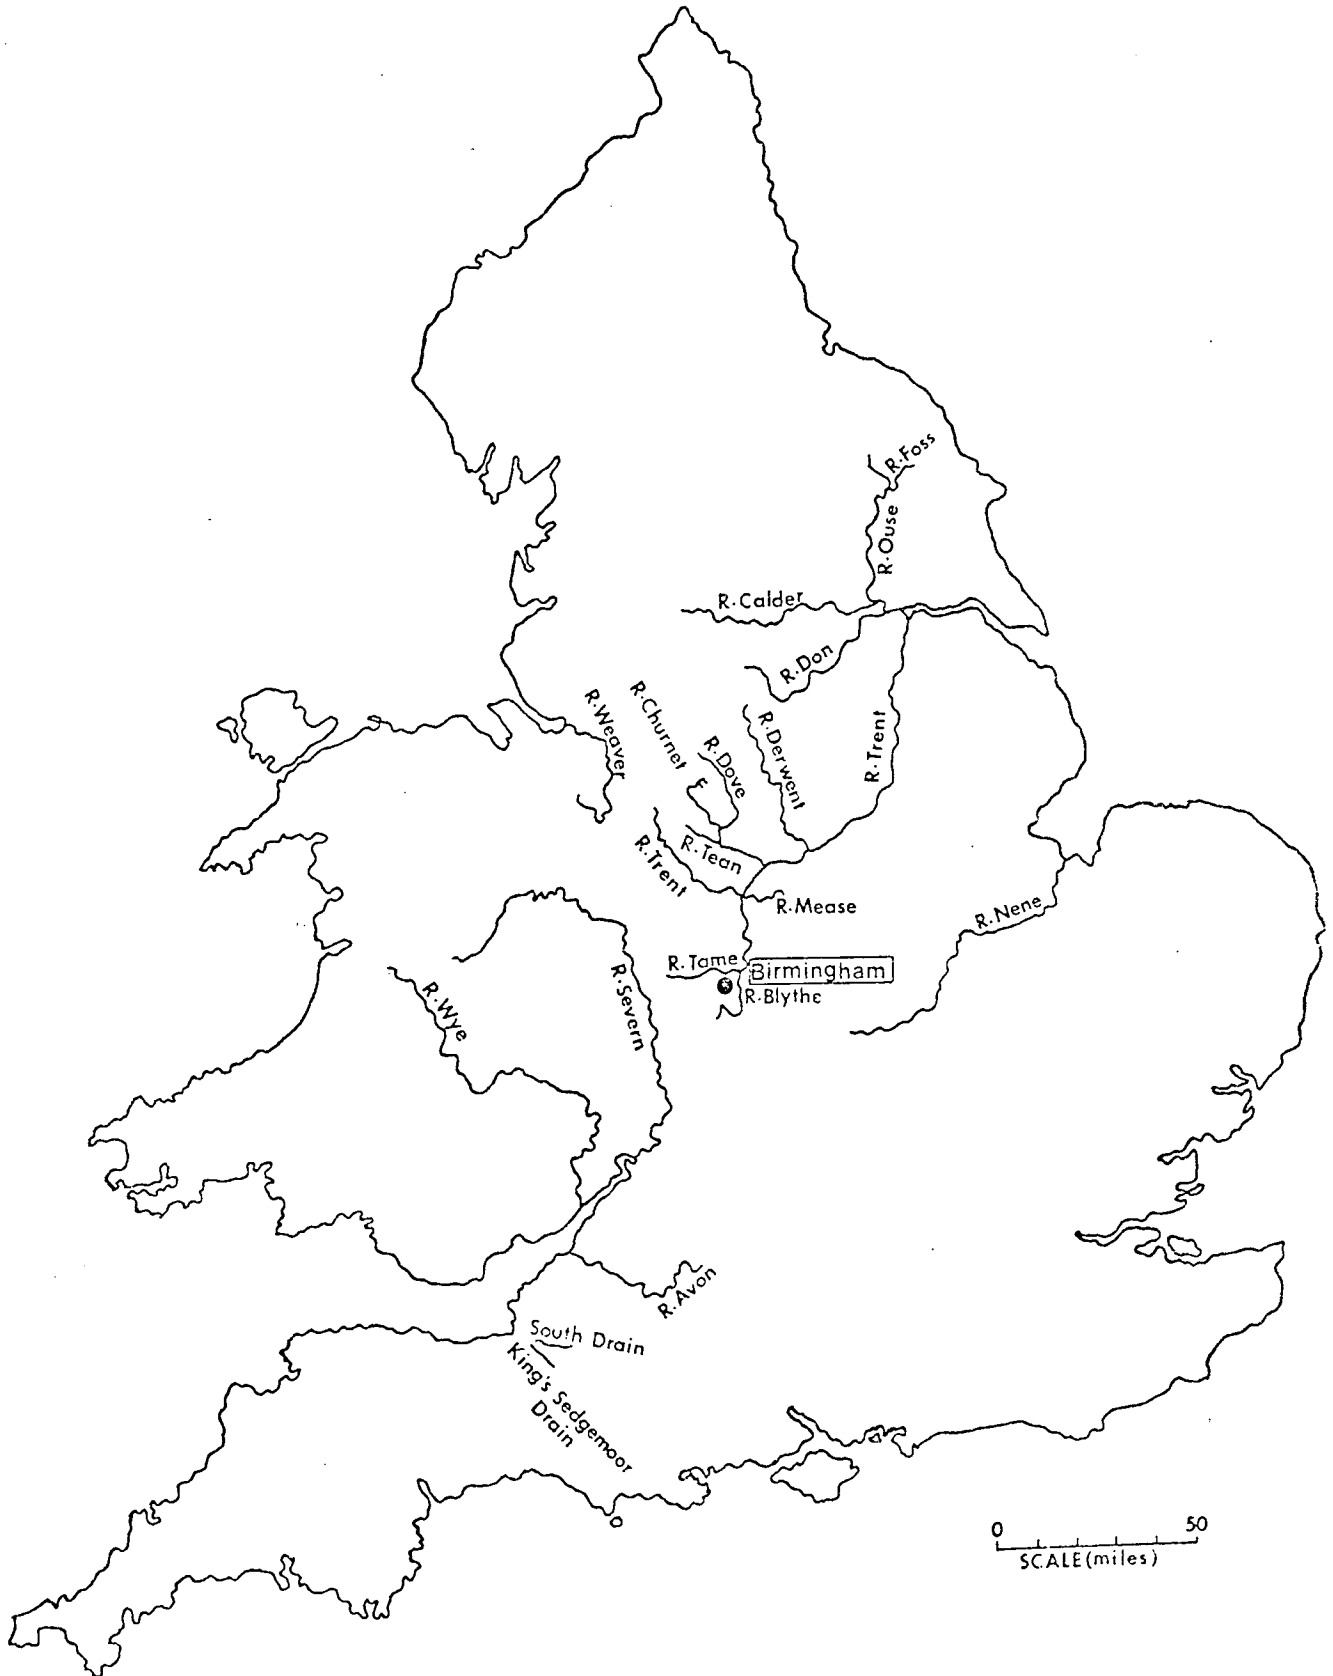 R.Foss
R.Ouse
R.Calder
R.Don
R.Weaver
R.Churnet
R.Dove
R.Derwent
R.Trent
R.Tean
R.Trent
R.Mease
R.Nene
R.Tame
Birmingham
R.Blythe
R.Severn
R.Wye
R.Avon
South Drain
King's Sedgemoor
Drain
0 50
SCALE(miles)